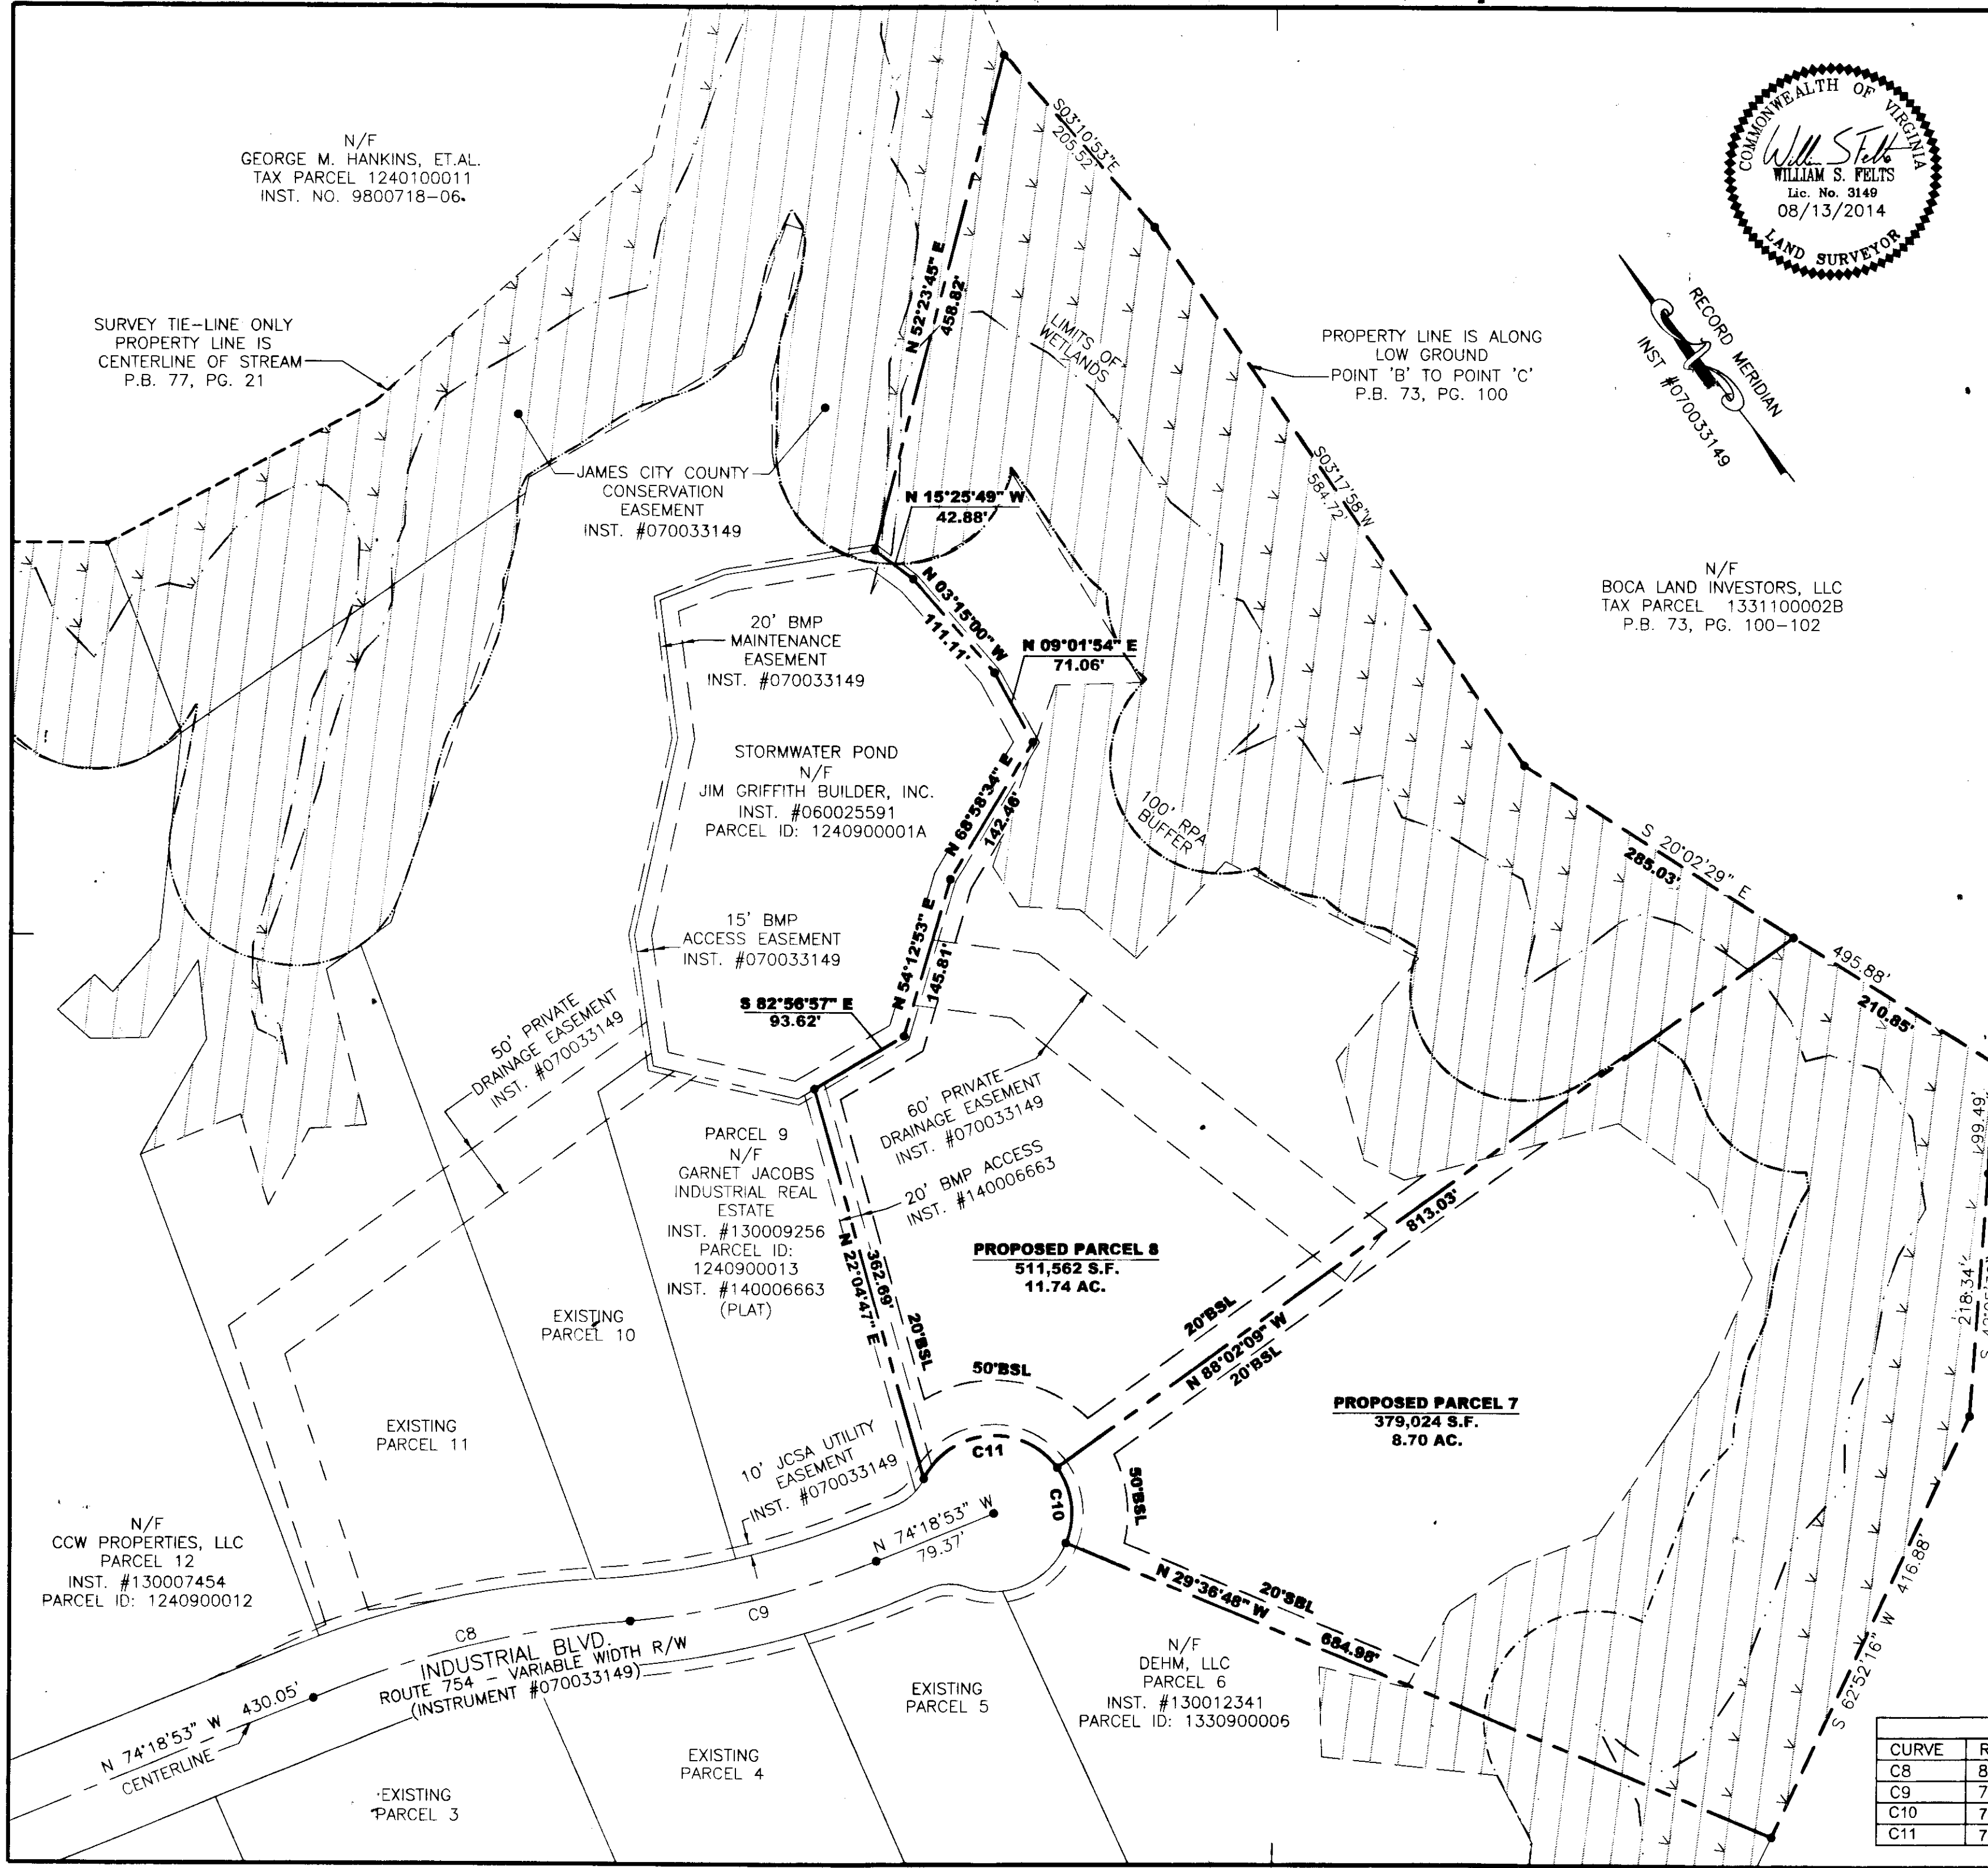 COMMONWEALTH OF VIRGINIA
WILLIAM S. FELTS
Lic. No. 3149
08/13/2014
LAND SURVEYOR
RECORD MERIDIAN
INST #070033149
N/F
GEORGE M. HANKINS, ET.AL.
TAX PARCEL 1240100011
INST. NO. 9800718-06.
SURVEY TIE-LINE ONLY
PROPERTY LINE IS
CENTERLINE OF STREAM
P.B. 77, PG. 21
S03°10'53"E
205.52'
N 52°23'45" E
458.82'
LIMITS OF
WETLANDS
PROPERTY LINE IS ALONG
LOW GROUND
POINT 'B' TO POINT 'C'
P.B. 73, PG. 100
JAMES CITY COUNTY
CONSERVATION
EASEMENT
INST. #070033149
N 15°25'49" W
42.88'
S03°17'58"W
584.72'
N/F
BOCA LAND INVESTORS, LLC
TAX PARCEL 1331100002B
P.B. 73, PG. 100-102
N 03°15'00" W
111.11'
20' BMP
MAINTENANCE
EASEMENT
INST. #070033149
N 09°01'54" E
71.06'
STORMWATER POND
N/F
JIM GRIFFITH BUILDER, INC.
INST. #060025591
PARCEL ID: 1240900001A
N 68°58'34" E
142.46'
100' RPA
BUFFER
S 20°02'29" E
285.03'
495.88'
210.85'
15' BMP
ACCESS EASEMENT
INST. #070033149
N 54°12'53" E
145.81'
S 82°56'57" E
93.62'
50' PRIVATE
DRAINAGE EASEMENT
INST. #070033149
60' PRIVATE
DRAINAGE EASEMENT
INST. #070033149
20' BMP ACCESS
INST. #140006663
PARCEL 9
N/F
GARNET JACOBS
INDUSTRIAL REAL
ESTATE
INST. #130009256
PARCEL ID:
1240900013
INST. #140006663
(PLAT)
N 22°04'47" E
362.69'
20'BSL
PROPOSED PARCEL 8
511,562 S.F.
11.74 AC.
813.03'
N 88°02'09" W
20'BSL
20'BSL
50'BSL
199.49'
218.34'
EXISTING
PARCEL 10
EXISTING
PARCEL 11
PROPOSED PARCEL 7
379,024 S.F.
8.70 AC.
C11
C10
50'BSL
10' JCSA UTILITY
EASEMENT
INST. #070033149
N 74°18'53" W
79.37'
N/F
CCW PROPERTIES, LLC
PARCEL 12
INST. #130007454
PARCEL ID: 1240900012
N 29°36'48" W
684.98'
20'SBL
S 62°52'16" W 416.88'
C8
C9
INDUSTRIAL BLVD.
ROUTE 754 - VARIABLE WIDTH R/W
(INSTRUMENT #070033149)
N 74°18'53" W 430.05'
CENTERLINE
N/F
DEHM, LLC
PARCEL 6
INST. #130012341
PARCEL ID: 1330900006
EXISTING
PARCEL 5
EXISTING
PARCEL 4
EXISTING
PARCEL 3
CURVE
C8
C9
C10
C11